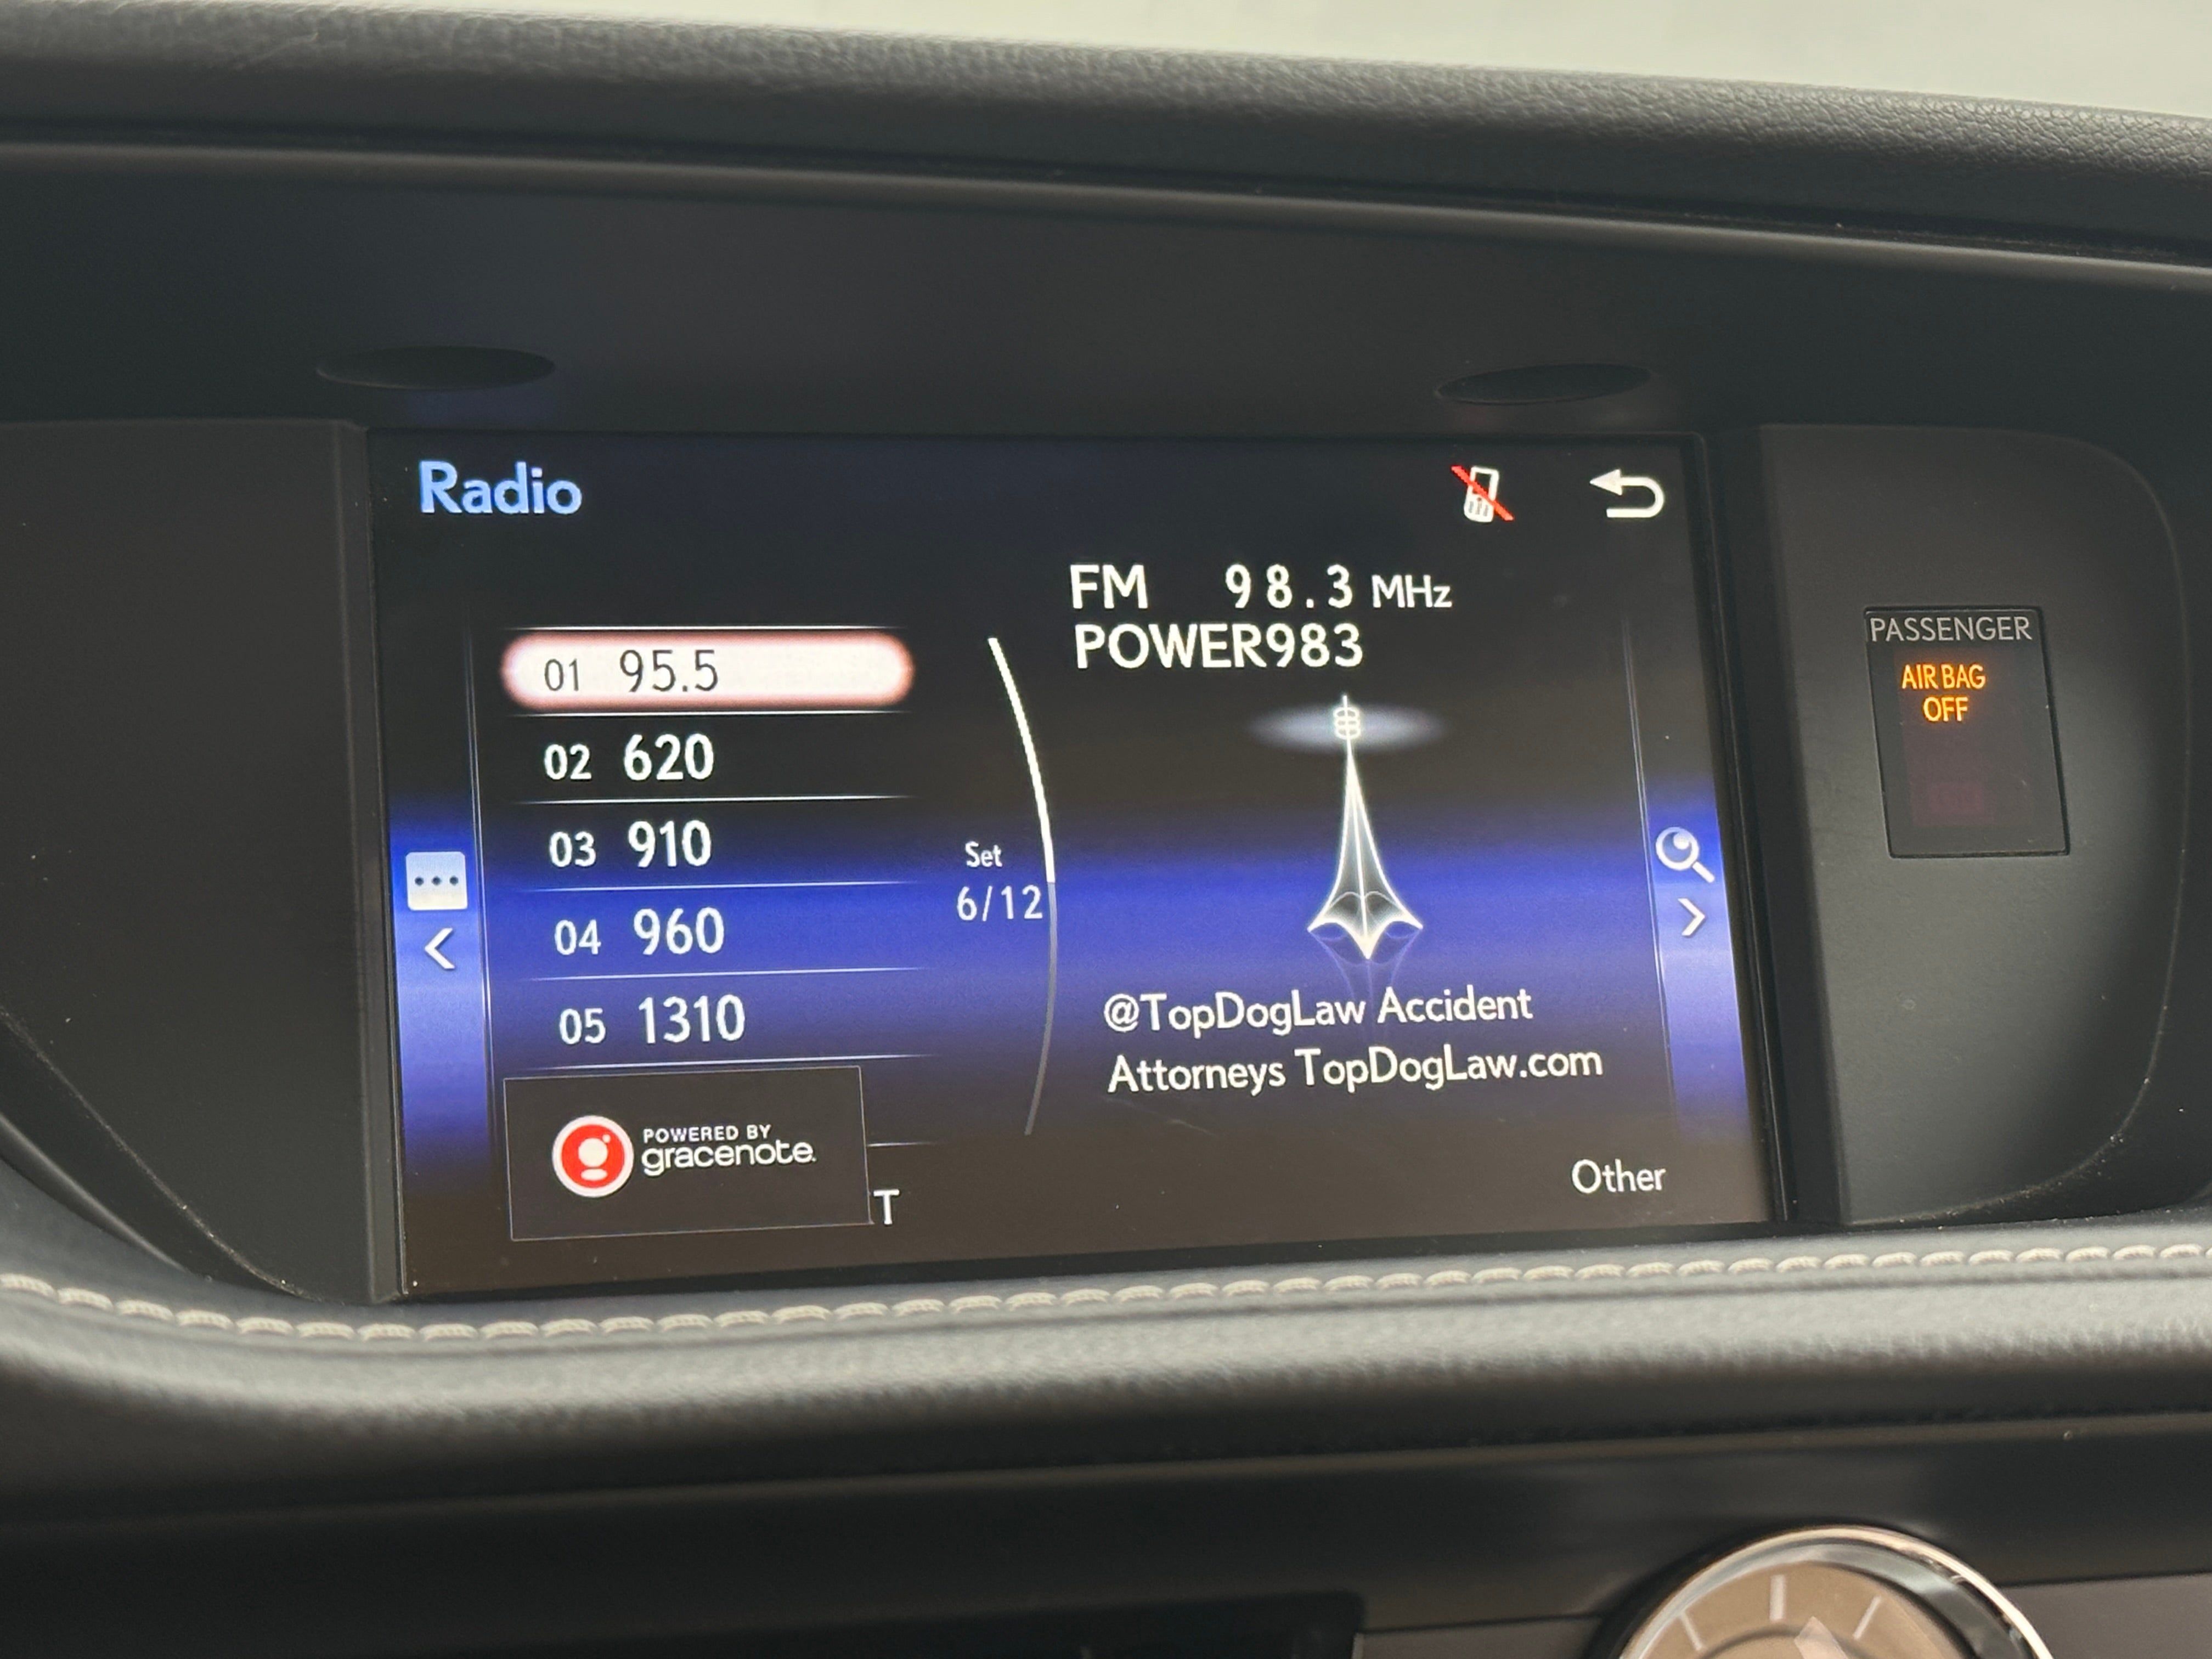 Radio
FM 98.3 MHz
POWER983
01 95.5
02 620
03 910
04 960
05 1310
Set
6/12
@TopDogLaw Accident
Attorneys TopDogLaw.com
POWERED BY
gracenote.
T
Other
PASSENGER
AIR BAG
OFF